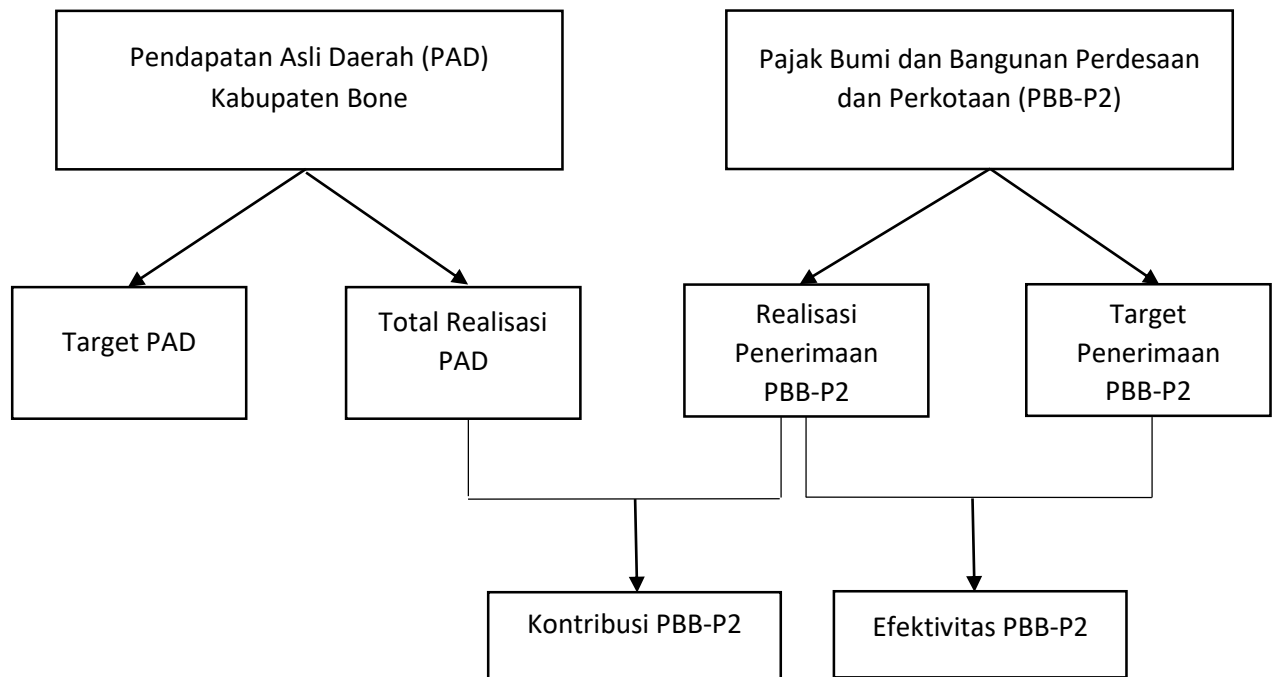 Pendapatan Asli Daerah (PAD)
Kabupaten Bone
Pajak Bumi dan Bangunan Perdesaan
dan Perkotaan (PBB-P2)
Target PAD
Total Realisasi
PAD
Realisasi
Penerimaan
PBB-P2
Target
Penerimaan
PBB-P2
Kontribusi PBB-P2
Efektivitas PBB-P2